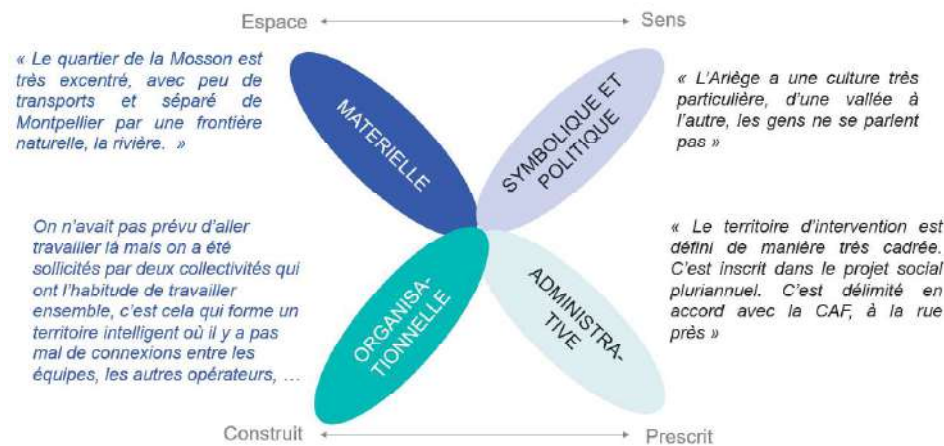 Espace
Sens
« Le quartier de la Mosson est
très excentré, avec peu de
transports et séparé de
Montpellier par une frontière
naturelle, la rivière. »
MATERIELLE
SYMBOLIQUE ET
POLITIQUE
« L'Ariège a une culture très
particulière, d'une vallée à
l'autre, les gens ne se parlent
pas »
On n'avait pas prévu d'aller
travailler là mais on a été
sollicités par deux collectivités qui
ont l'habitude de travailler
ensemble, c'est cela qui forme un
territoire intelligent où il y a pas
mal de connexions entre les
équipes, les autres opérateurs, …
ORGANISA-
TIONNELLE
ADMINISTRA-
TIVE
« Le territoire d'intervention est
défini de manière très cadrée.
C'est inscrit dans le projet social
pluriannuel. C'est délimité en
accord avec la CAF, à la rue
près »
Construit
Prescrit